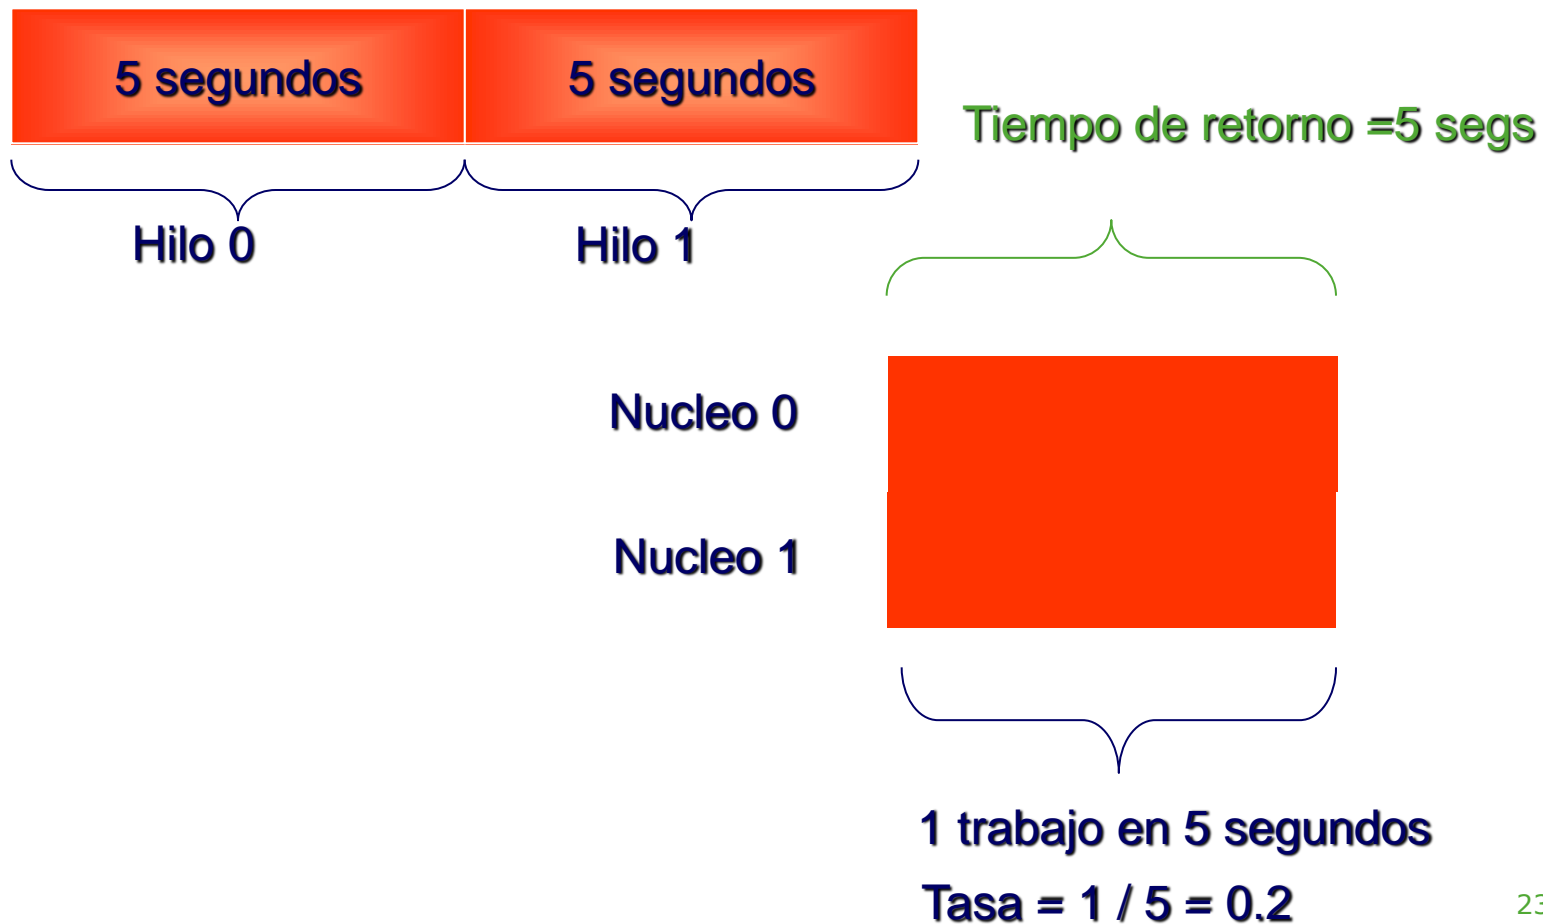 5 segundos
5 segundos
Tiempo de retorno =5 segs
Hilo 0
Hilo 1
Nucleo 0
Nucleo 1
1 trabajo en 5 segundos
Tasa = 1 / 5 = 0.2
23